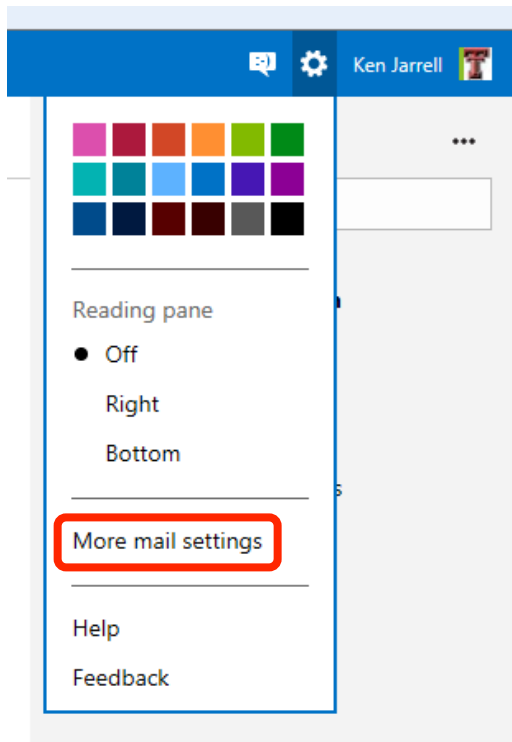 Ken Jarrell
Reading pane
Off
Right
Bottom
More mail settings
Help
Feedback